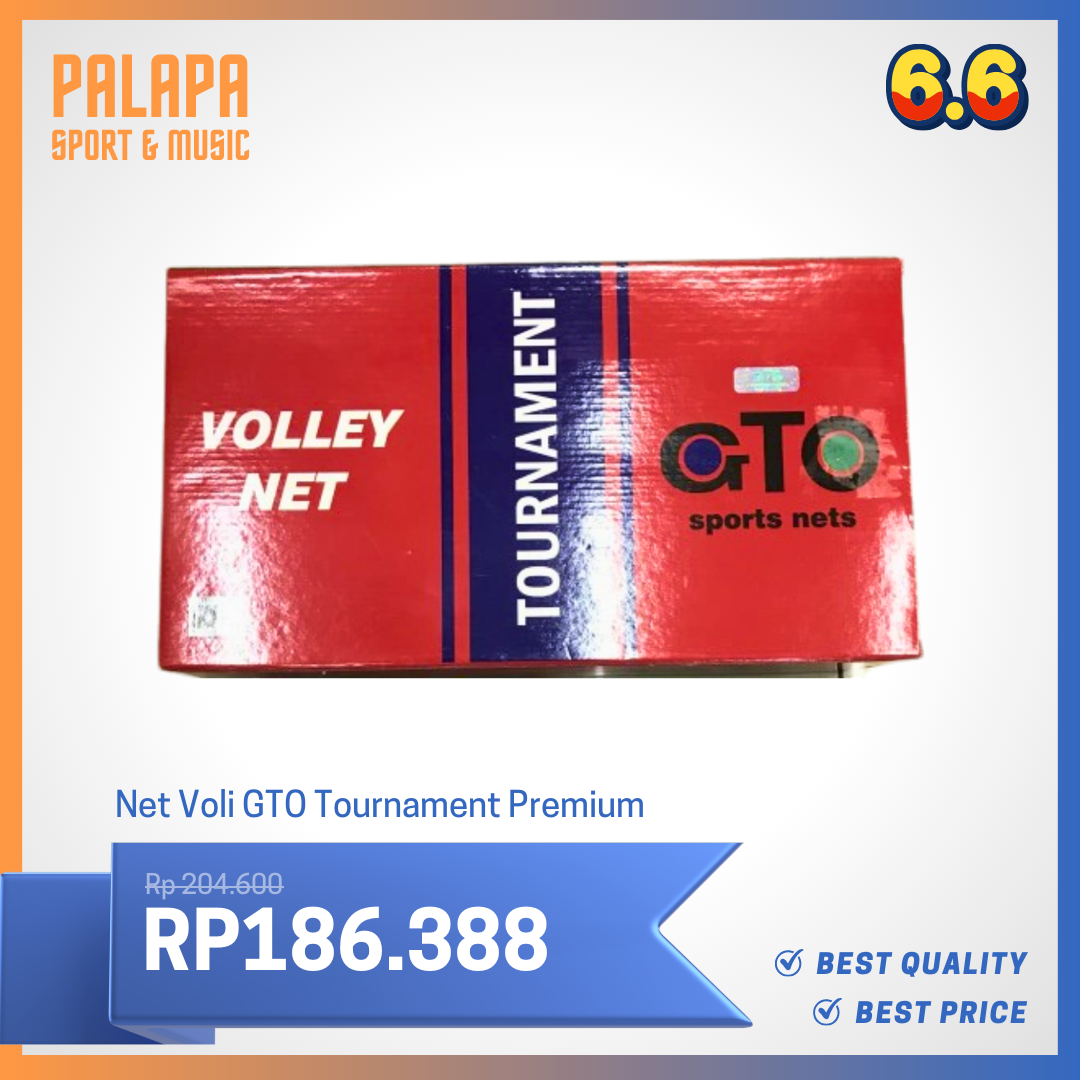 PALAPA
SPORT & MUSIC
6.6
VOLLEY
NET
TOURNAMENT
GTO
sports nets
Net Voli GTO Tournament Premium
Rp 204.600
RP186.388
BEST QUALITY
BEST PRICE